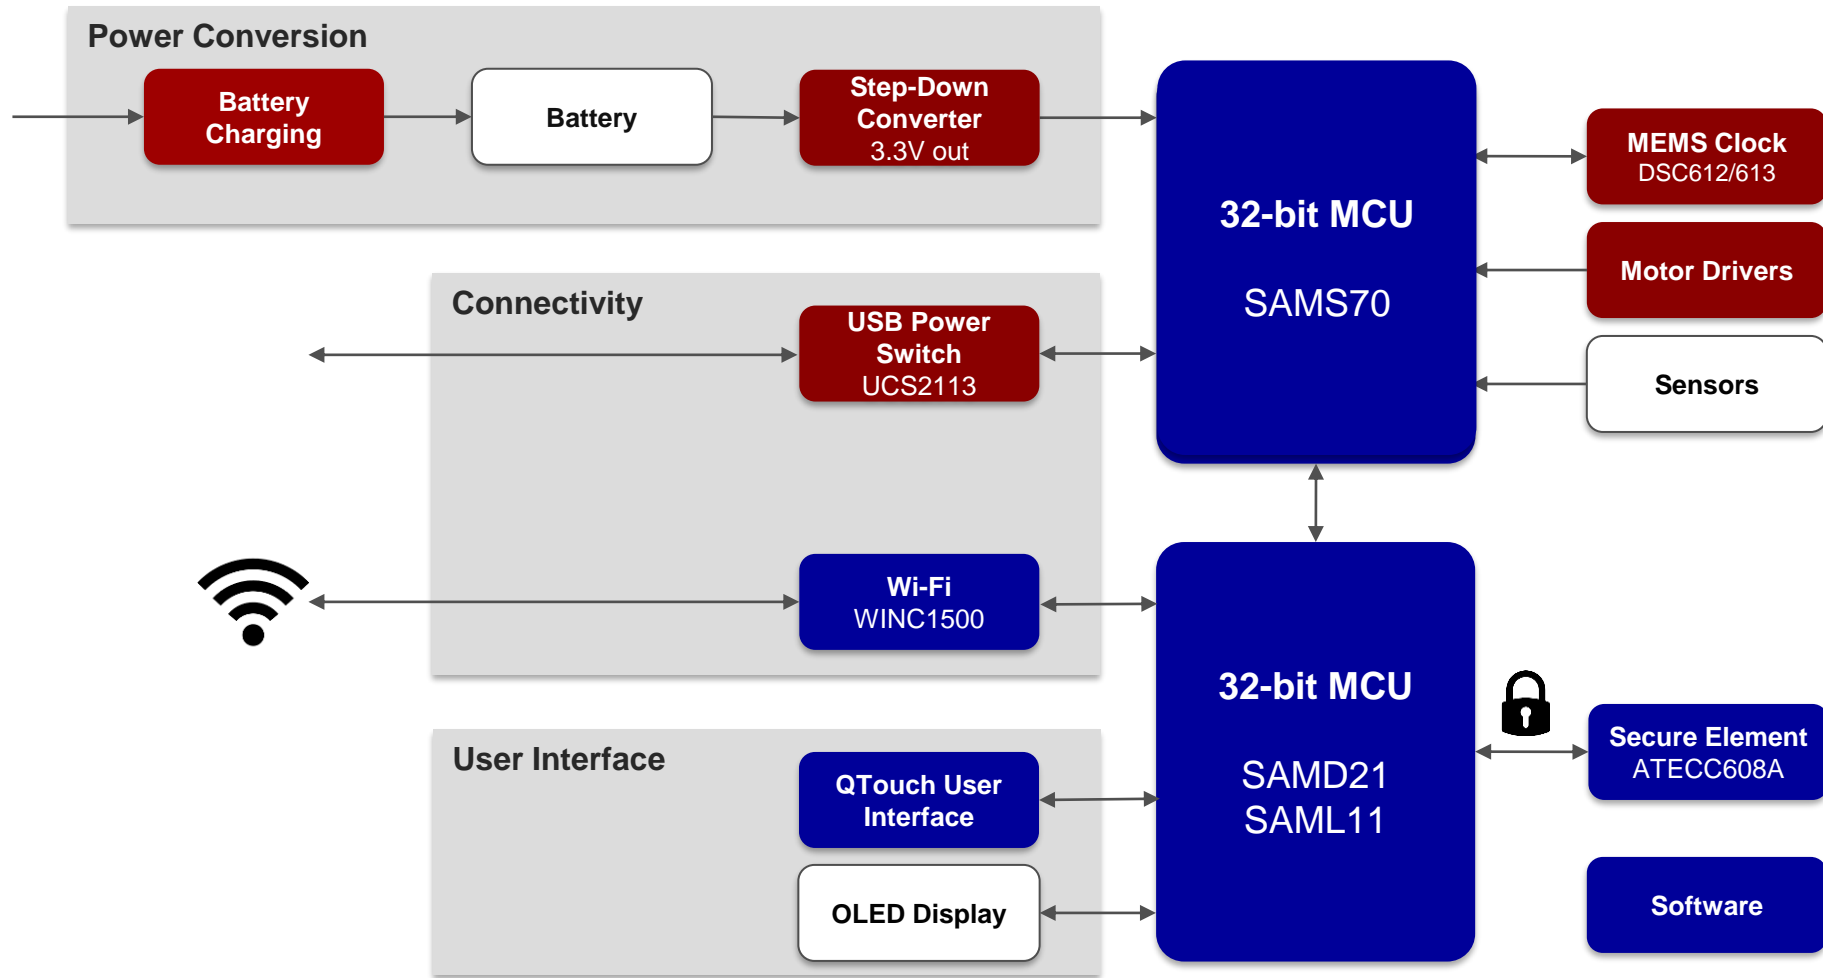 Power Conversion
Battery
Charging
Battery
Step-Down
Converter
3.3V out
32-bit MCU
SAMS70
MEMS Clock
DSC612/613
Motor Drivers
Sensors
Connectivity
USB Power
Switch
UCS2113
Wi-Fi
WINC1500
User Interface
QTouch User
Interface
OLED Display
32-bit MCU
SAMD21
SAML11
Secure Element
ATECC608A
Software